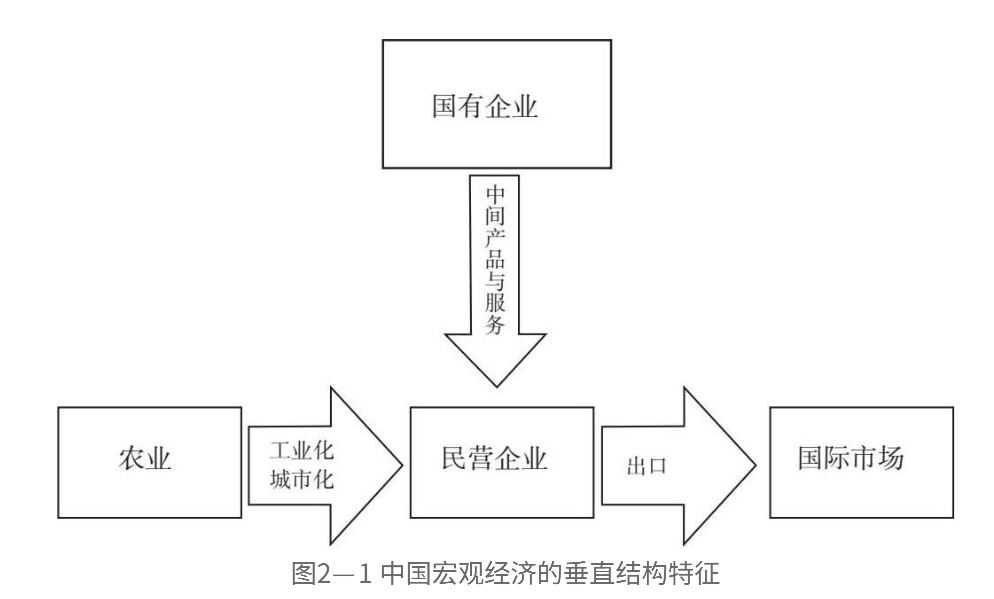 国有企业
中间产品与服务
农业
工业化
城市化
民营企业
出口
国际市场
图2—1 中国宏观经济的垂直结构特征